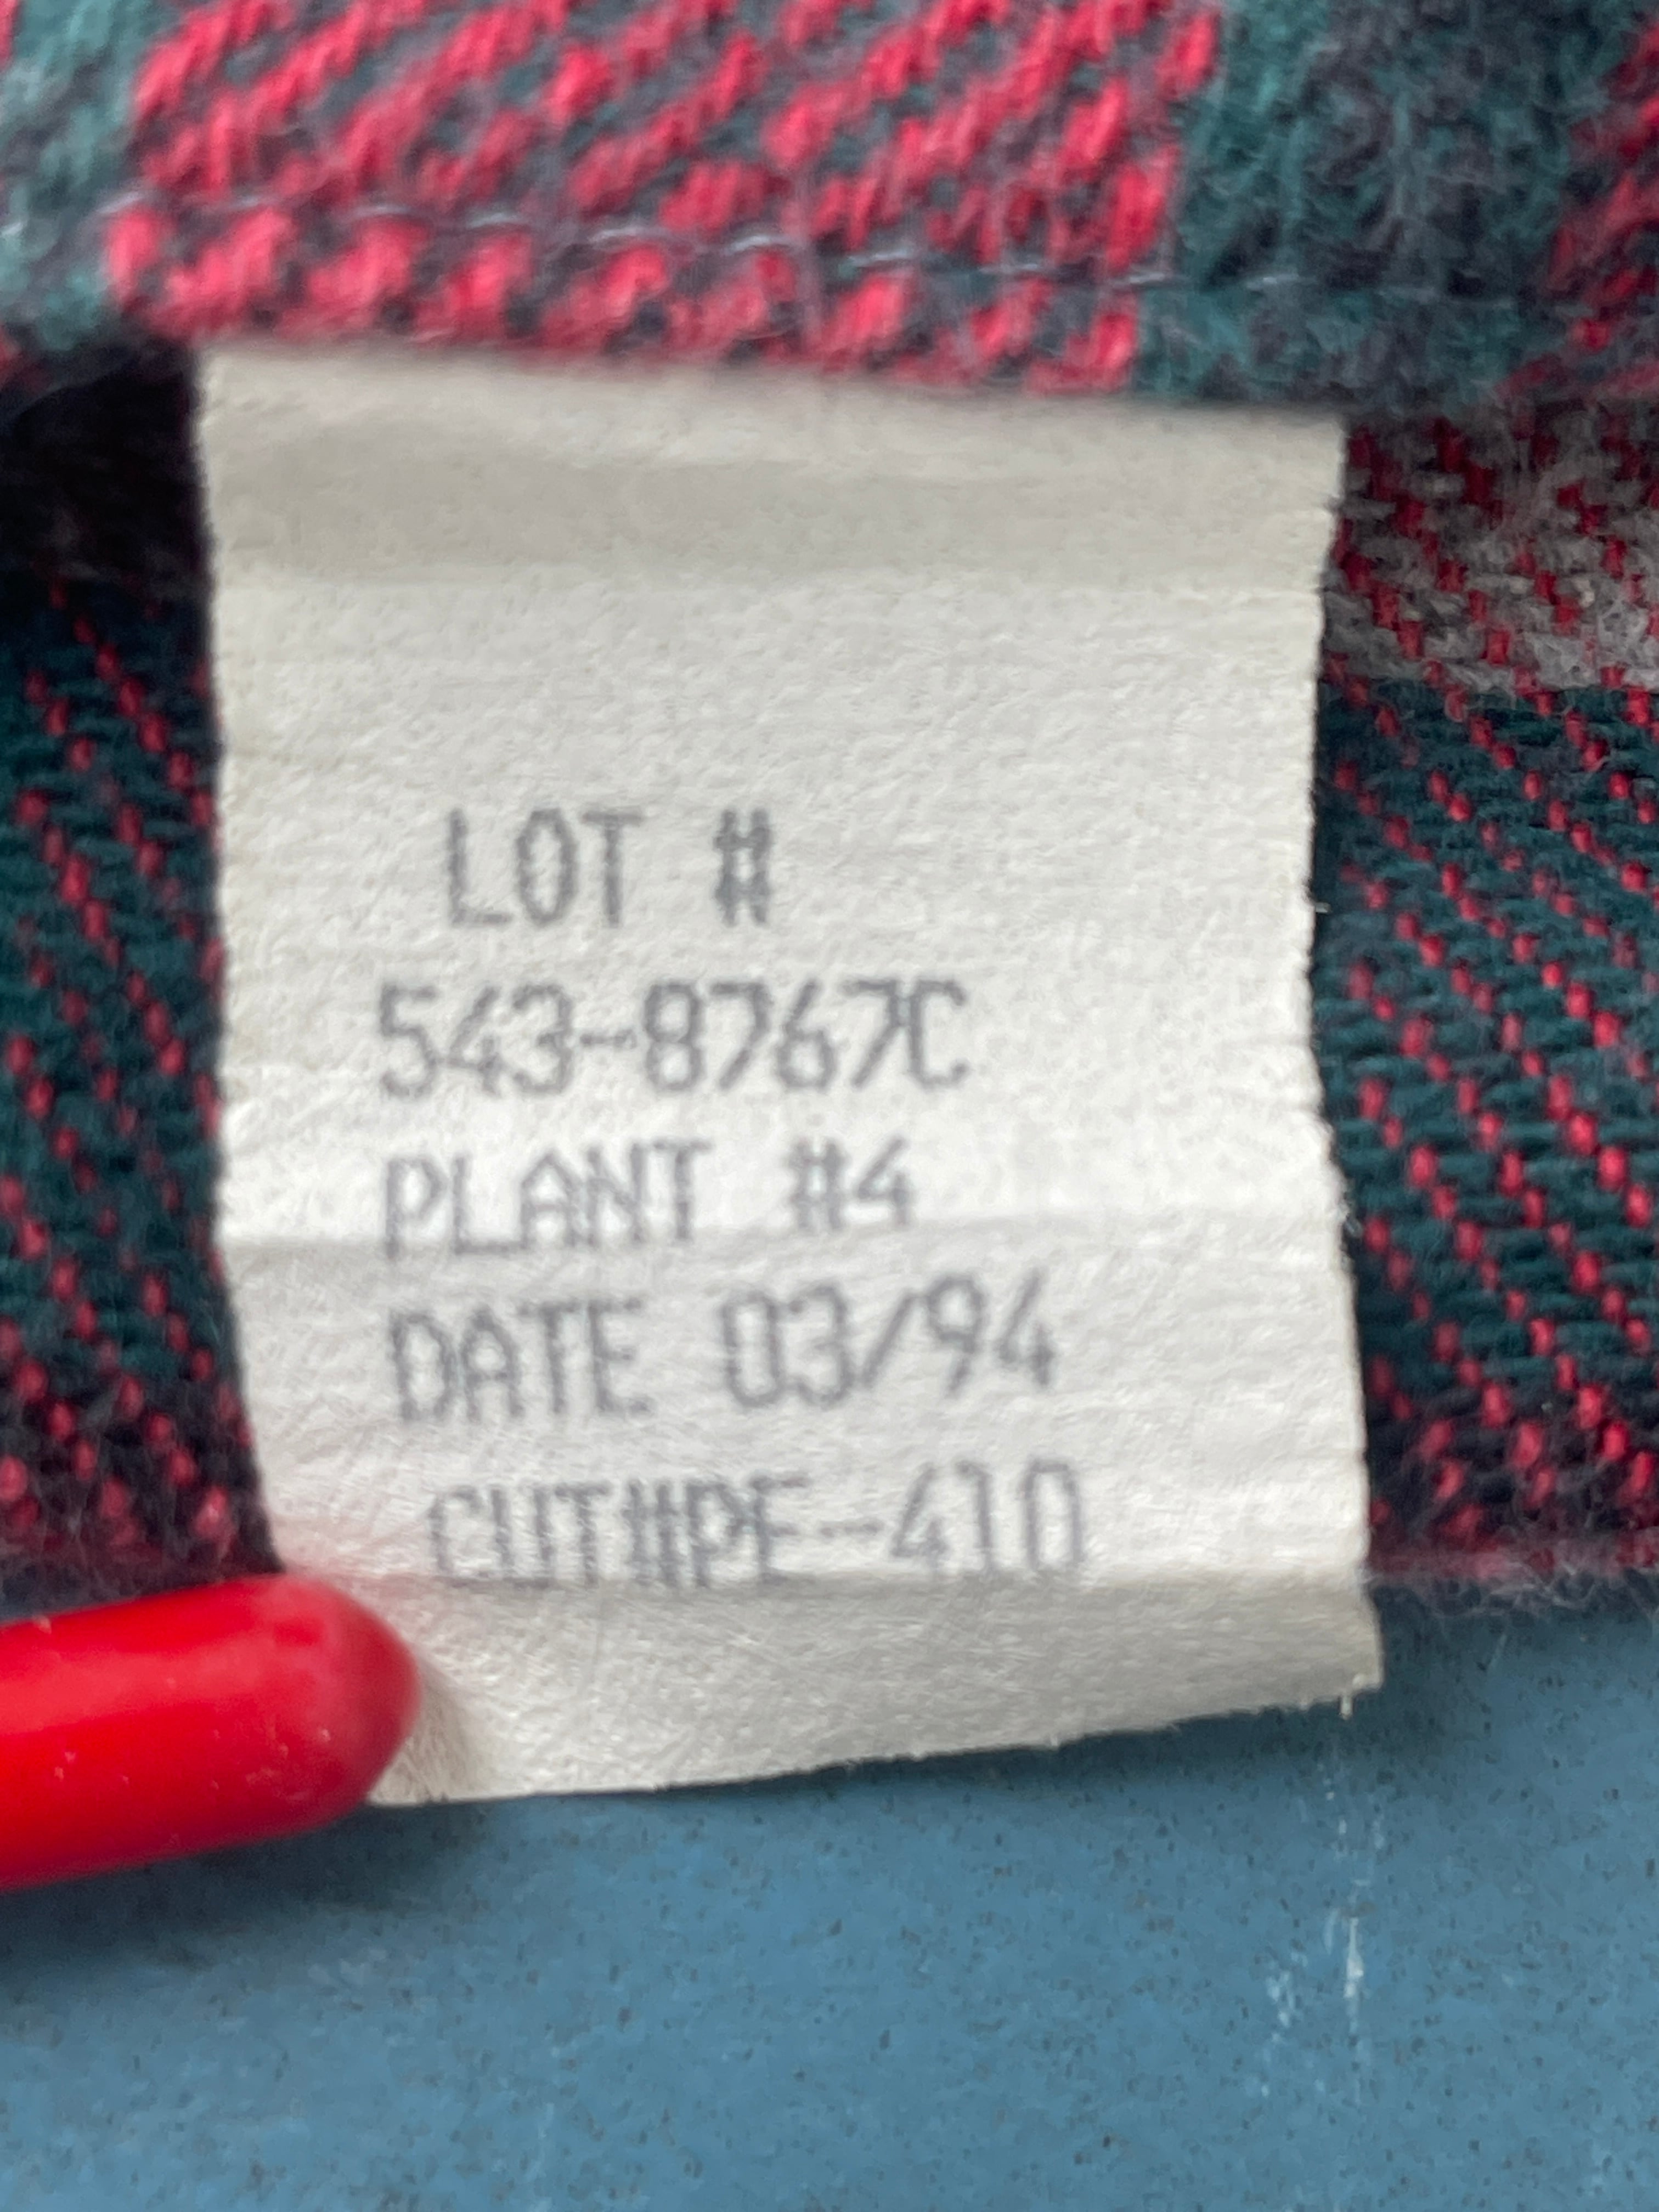 LOT #
543-8767C
PLANT #4
DATE 03/94
CUT#PE-410